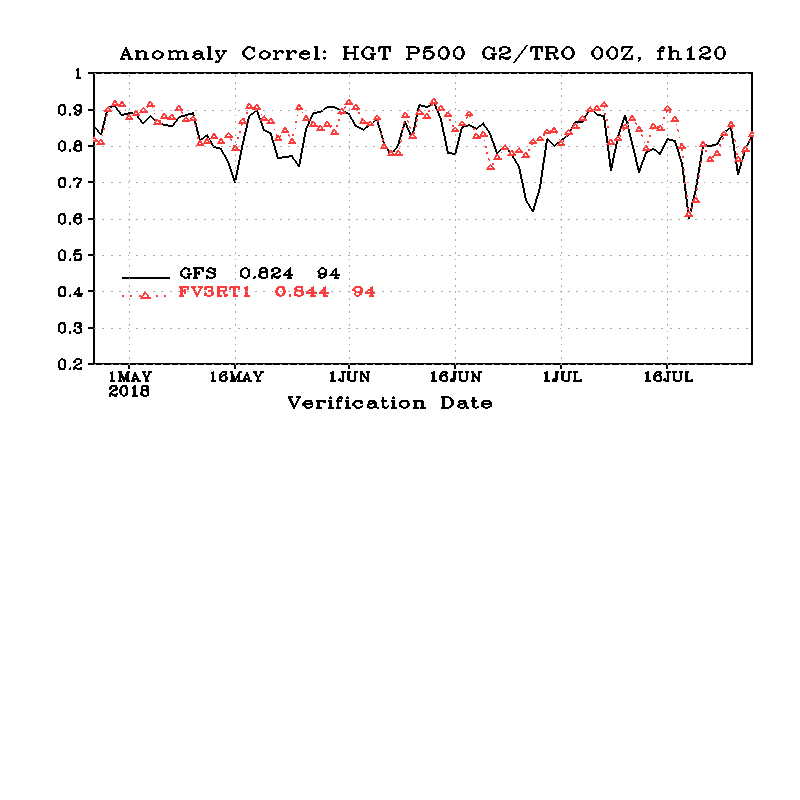 Anomaly Correl: HGT P500 G2/TRO 00Z, fh120
1
0.9
0.8
0.7
0.6
0.5
0.4
0.3
0.2
GFS 0.824 94
FV3RT1 0.844 94
1MAY 16MAY 1JUN 16JUN 1JUL 16JUL
2018
Verification Date